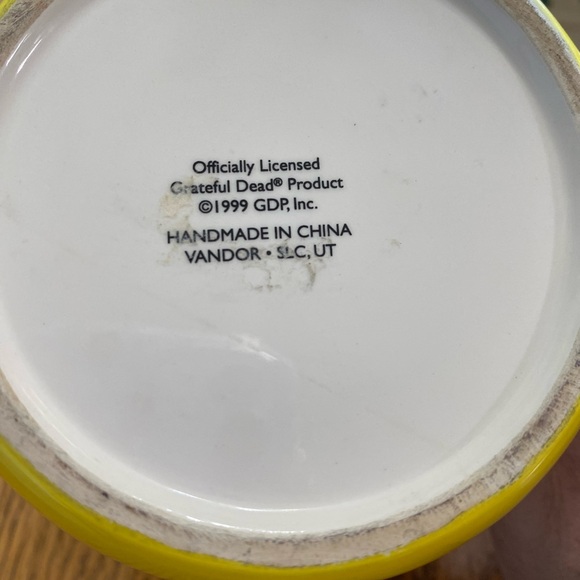 Officially Licensed
Grateful Dead® Product
©1999 GDP, Inc.
HANDMADE IN CHINA
VANDOR • SLC, UT